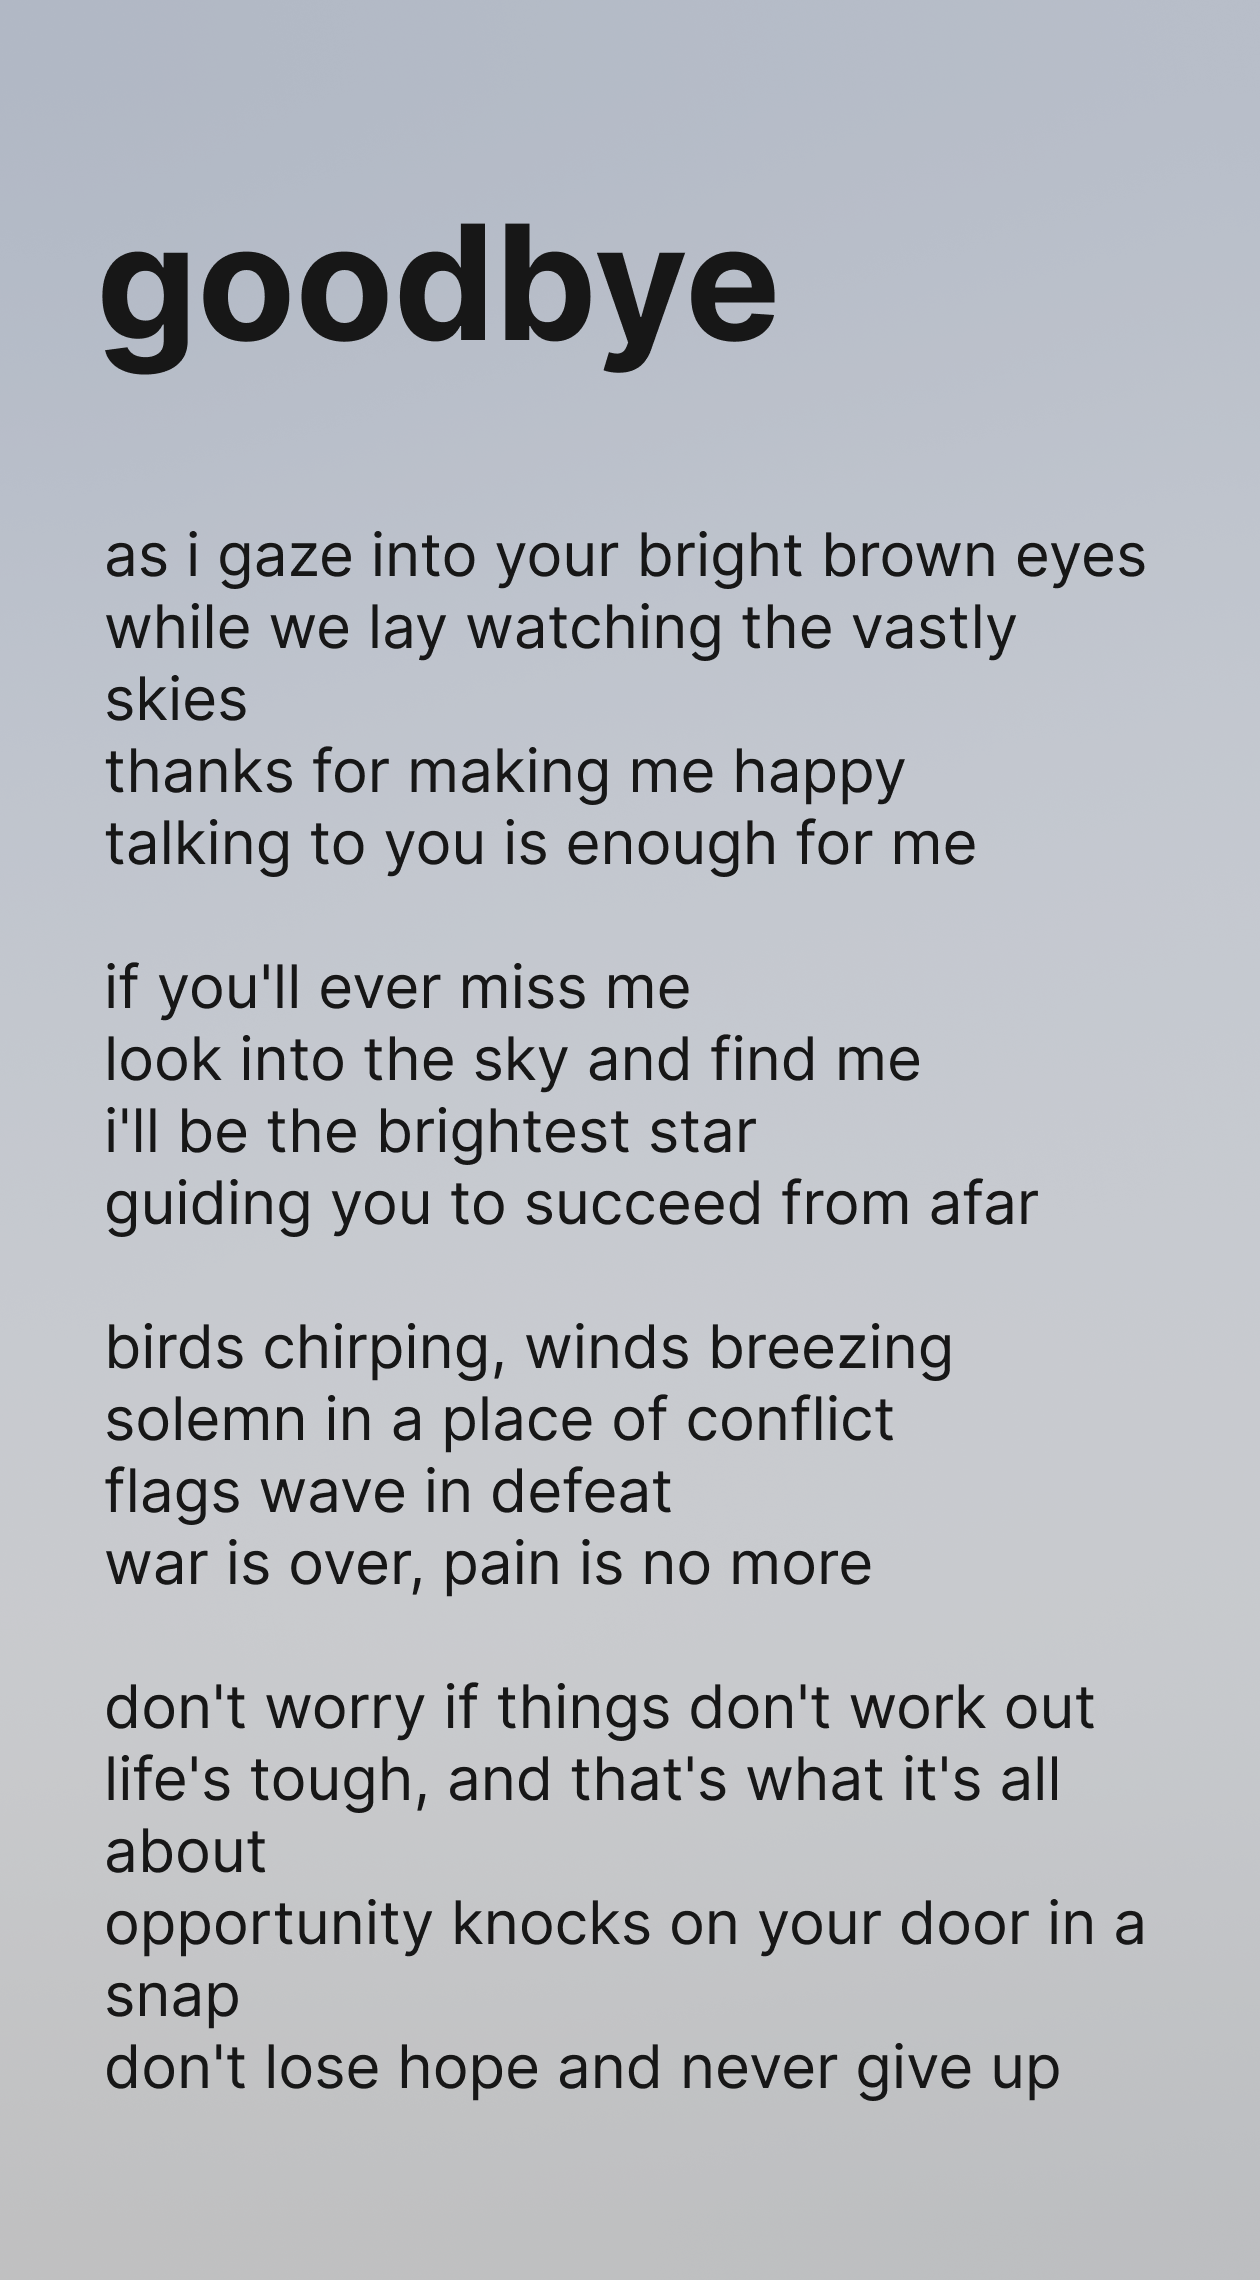 goodbye
as i gaze into your bright brown eyes
while we lay watching the vastly
skies
thanks for making me happy
talking to you is enough for me
if you'll ever miss me
look into the sky and find me
i'll be the brightest star
guiding you to succeed from afar
birds chirping, winds breezing
solemn in a place of conflict
flags wave in defeat
war is over, pain is no more
don't worry if things don't work out
life's tough, and that's what it's all
about
opportunity knocks on your door in a
snap
don't lose hope and never give up